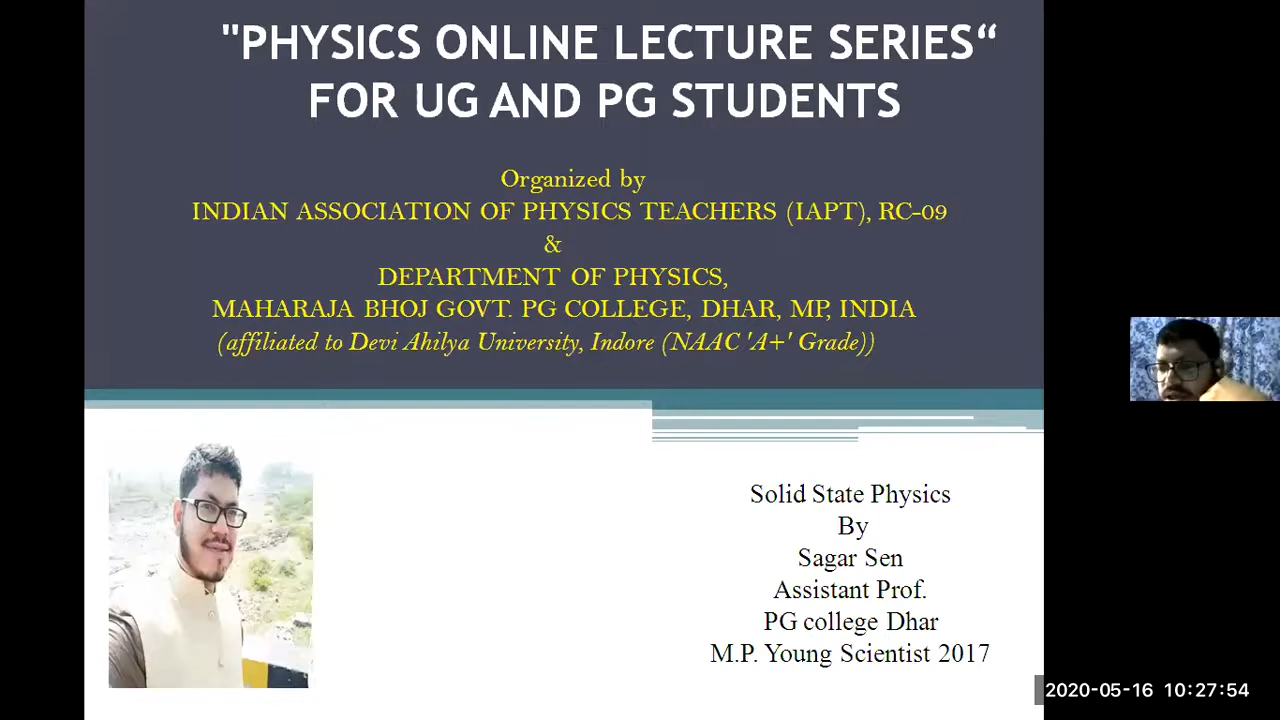 "PHYSICS ONLINE LECTURE SERIES“
FOR UG AND PG STUDENTS
Organized by
INDIAN ASSOCIATION OF PHYSICS TEACHERS (IAPT), RC-09
&
DEPARTMENT OF PHYSICS,
MAHARAJA BHOJ GOVT. PG COLLEGE, DHAR, MP, INDIA
(affiliated to Devi Ahilya University, Indore (NAAC 'A+' Grade))
Solid State Physics
By
Sagar Sen
Assistant Prof.
PG college Dhar
M.P. Young Scientist 2017
2020-05-16 10:27:54